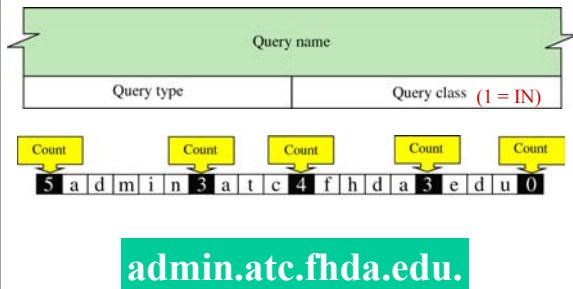 Query name
Query type Query class (1 = IN)
Count Count Count Count Count
5 a d m i n 3 a t c 4 f h d a 3 e d u 0
admin.atc.fhda.edu.